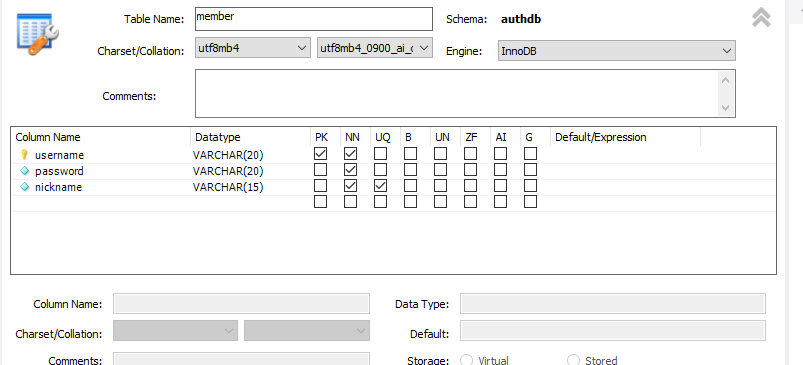 Table Name: member Schema: authdb
Charset/Collation: utf8mb4 utf8mb4_0900_ai_c Engine: InnoDB
Comments:
Column Name Datatype PK NN UQ B UN ZF AI G Default/Expression
username VARCHAR(20)
password VARCHAR(20)
nickname VARCHAR(15)
Column Name: Data Type:
Charset/Collation: Default:
Comments: Storage: Virtual Stored